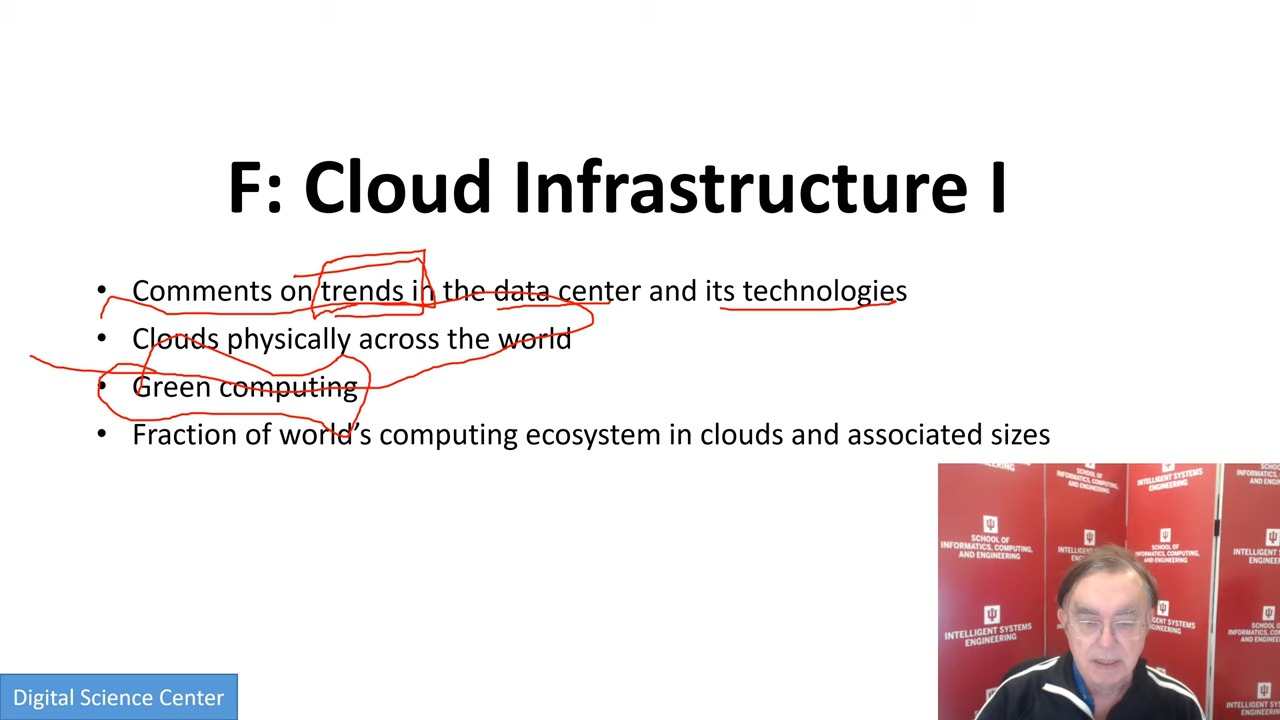 F: Cloud Infrastructure I
• Comments on trends in the data center and its technologies
• Clouds physically across the world
• Green computing
• Fraction of world's computing ecosystem in clouds and associated sizes
Digital Science Center
SCHOOL OF
INFORMATICS, COMPUTING,
AND ENGINEERING
INTELLIGENT SYSTEMS
ENGINEERING